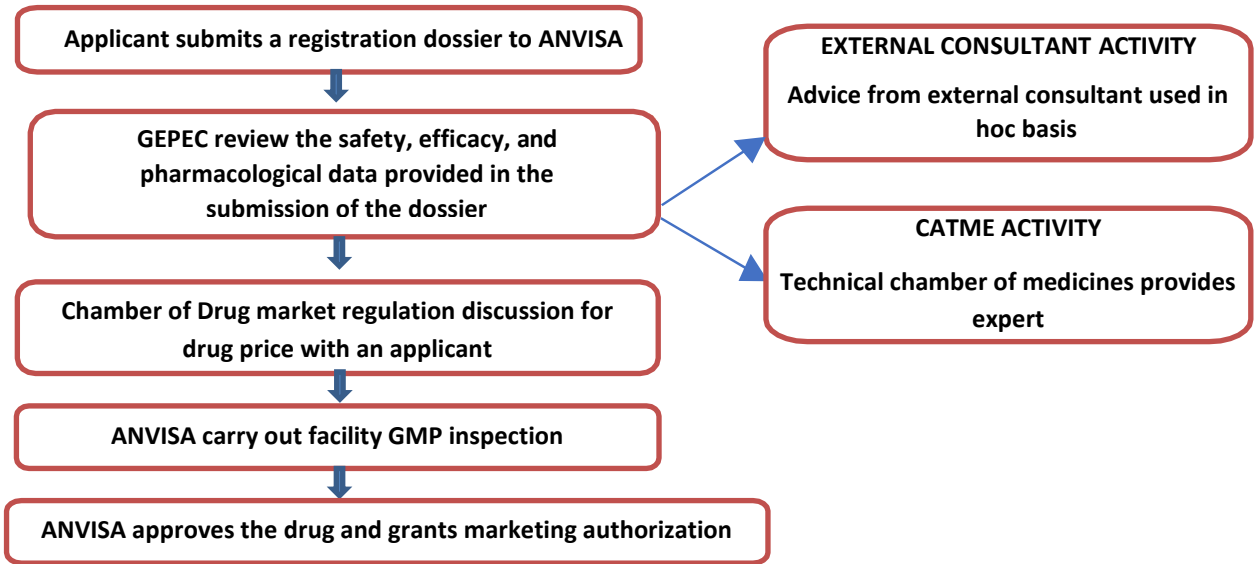 Applicant submits a registration dossier to ANVISA
GEPEC review the safety, efficacy, and
pharmacological data provided in the
submission of the dossier
Chamber of Drug market regulation discussion for
drug price with an applicant
ANVISA carry out facility GMP inspection
ANVISA approves the drug and grants marketing authorization
EXTERNAL CONSULTANT ACTIVITY
Advice from external consultant used in
hoc basis
CATME ACTIVITY
Technical chamber of medicines provides
expert